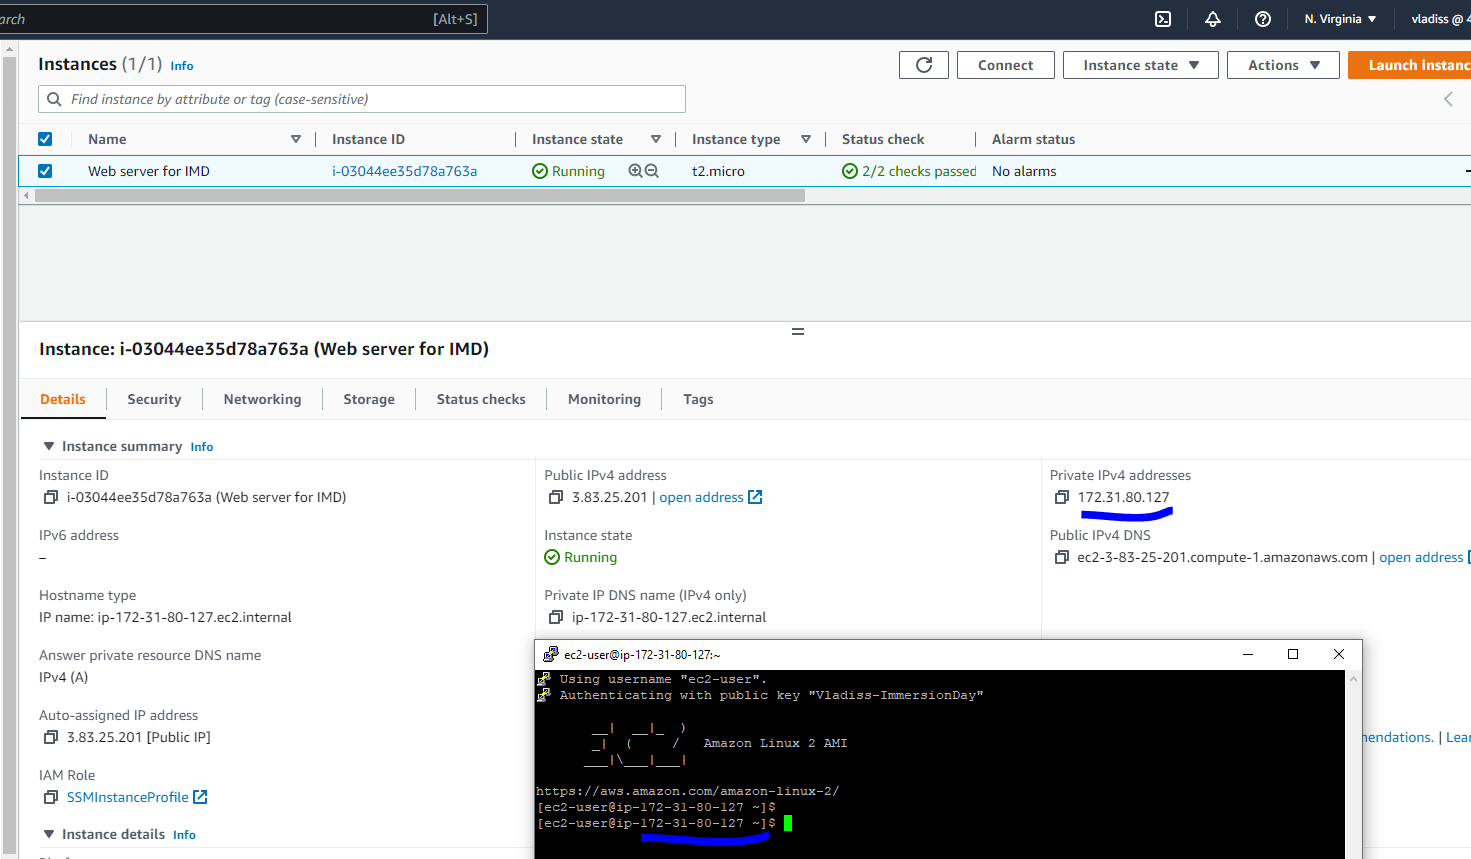 arch [Alt+S] N. Virginia ▼ vladiss @ 4
Instances (1/1) Info Connect Instance state ▼ Actions ▼ Launch instanc
Find instance by attribute or tag (case-sensitive)
Name Instance ID Instance state Instance type Status check Alarm status
Web server for IMD i-03044ee35d78a763a Running t2.micro 2/2 checks passed No alarms
Instance: i-03044ee35d78a763a (Web server for IMD)
Details Security Networking Storage Status checks Monitoring Tags
▼ Instance summary Info
Instance ID Public IPv4 address Private IPv4 addresses
i-03044ee35d78a763a (Web server for IMD) 3.83.25.201 | open address 172.31.80.127
IPv6 address Instance state Public IPv4 DNS
– Running ec2-3-83-25-201.compute-1.amazonaws.com | open address
Hostname type Private IP DNS name (IPv4 only)
IP name: ip-172-31-80-127.ec2.internal ip-172-31-80-127.ec2.internal
Answer private resource DNS name
IPv4 (A)
Auto-assigned IP address
3.83.25.201 [Public IP] nendations. | Lea
IAM Role
SSMInstanceProfile
▼ Instance details Info
ec2-user@ip-172-31-80-127:~
Using username "ec2-user".
Authenticating with public key "Vladiss-ImmersionDay"
__| __|_ )
_| ( / Amazon Linux 2 AMI
___|\___|___|
https://aws.amazon.com/amazon-linux-2/
[ec2-user@ip-172-31-80-127 ~]$
[ec2-user@ip-172-31-80-127 ~]$